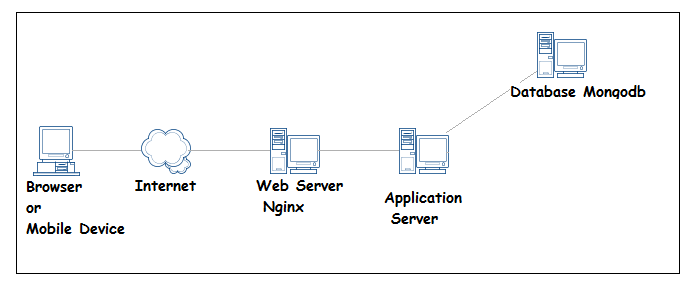 Database Mongodb
Browser
or
Mobile Device
Internet
Web Server
Nginx
Application
Server